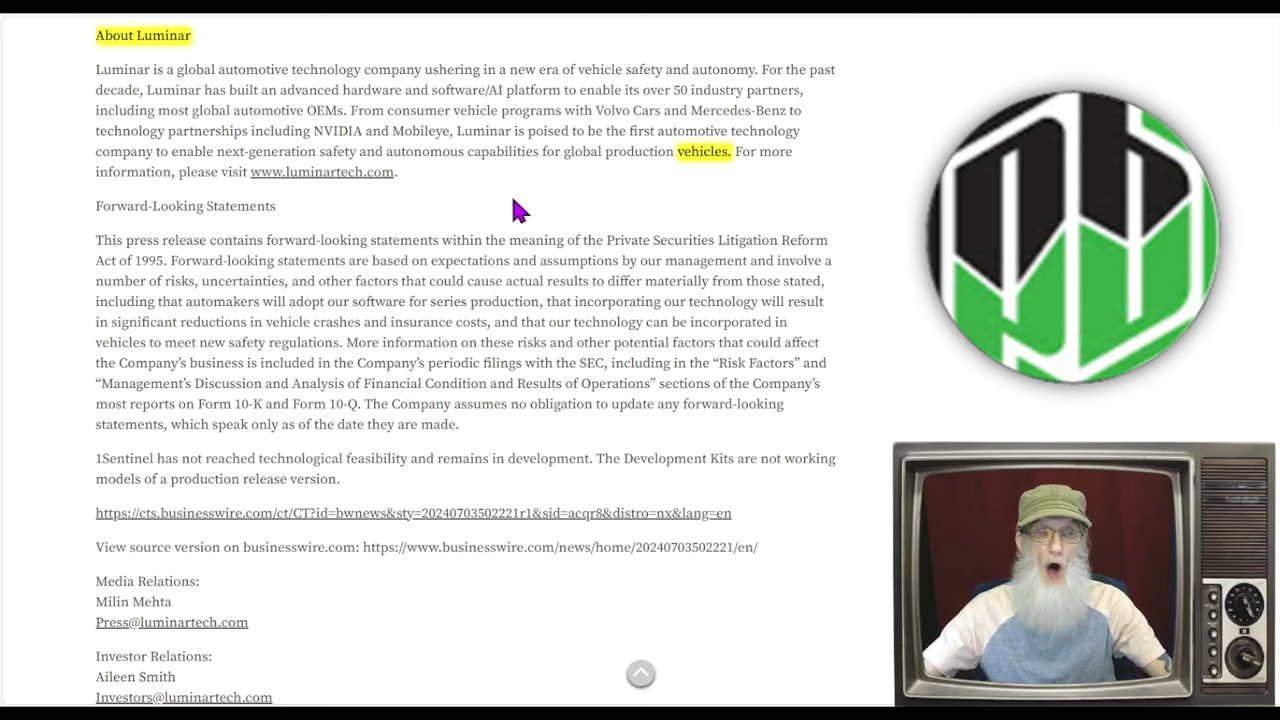 About Luminar
Luminar is a global automotive technology company ushering in a new era of vehicle safety and autonomy. For the past
decade, Luminar has built an advanced hardware and software/AI platform to enable its over 50 industry partners,
including most global automotive OEMs. From consumer vehicle programs with Volvo Cars and Mercedes-Benz to
technology partnerships including NVIDIA and Mobileye, Luminar is poised to be the first automotive technology
company to enable next-generation safety and autonomous capabilities for global production vehicles. For more
information, please visit www.luminartech.com.
Forward-Looking Statements
This press release contains forward-looking statements within the meaning of the Private Securities Litigation Reform
Act of 1995. Forward-looking statements are based on expectations and assumptions by our management and involve a
number of risks, uncertainties, and other factors that could cause actual results to differ materially from those stated,
including that automakers will adopt our software for series production, that incorporating our technology will result
in significant reductions in vehicle crashes and insurance costs, and that our technology can be incorporated in
vehicles to meet new safety regulations. More information on these risks and other potential factors that could affect
the Company’s business is included in the Company’s periodic filings with the SEC, including in the “Risk Factors” and
“Management’s Discussion and Analysis of Financial Condition and Results of Operations” sections of the Company’s
most reports on Form 10-K and Form 10-Q. The Company assumes no obligation to update any forward-looking
statements, which speak only as of the date they are made.
1Sentinel has not reached technological feasibility and remains in development. The Development Kits are not working
models of a production release version.
https://cts.businesswire.com/ct/CT?id=bwnews&sty=20240703502221r1&sid=acqr8&distro=nx&lang=en
View source version on businesswire.com: https://www.businesswire.com/news/home/20240703502221/en/
Media Relations:
Milin Mehta
Press@luminartech.com
Investor Relations:
Aileen Smith
Investors@luminartech.com